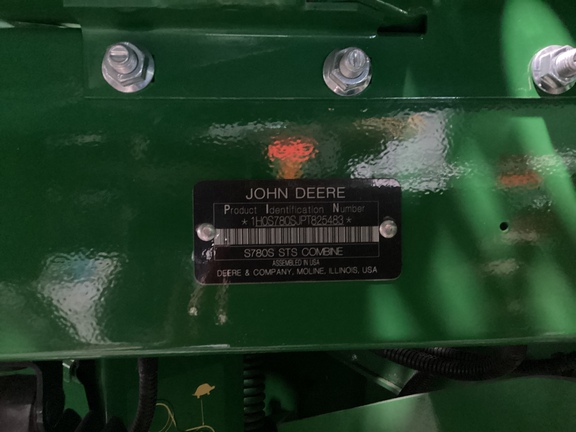 JOHN DEERE
Product Identification Number
*1H0S780SJPT825483*
S780S STS COMBINE
ASSEMBLED IN USA
DEERE & COMPANY, MOLINE, ILLINOIS, USA